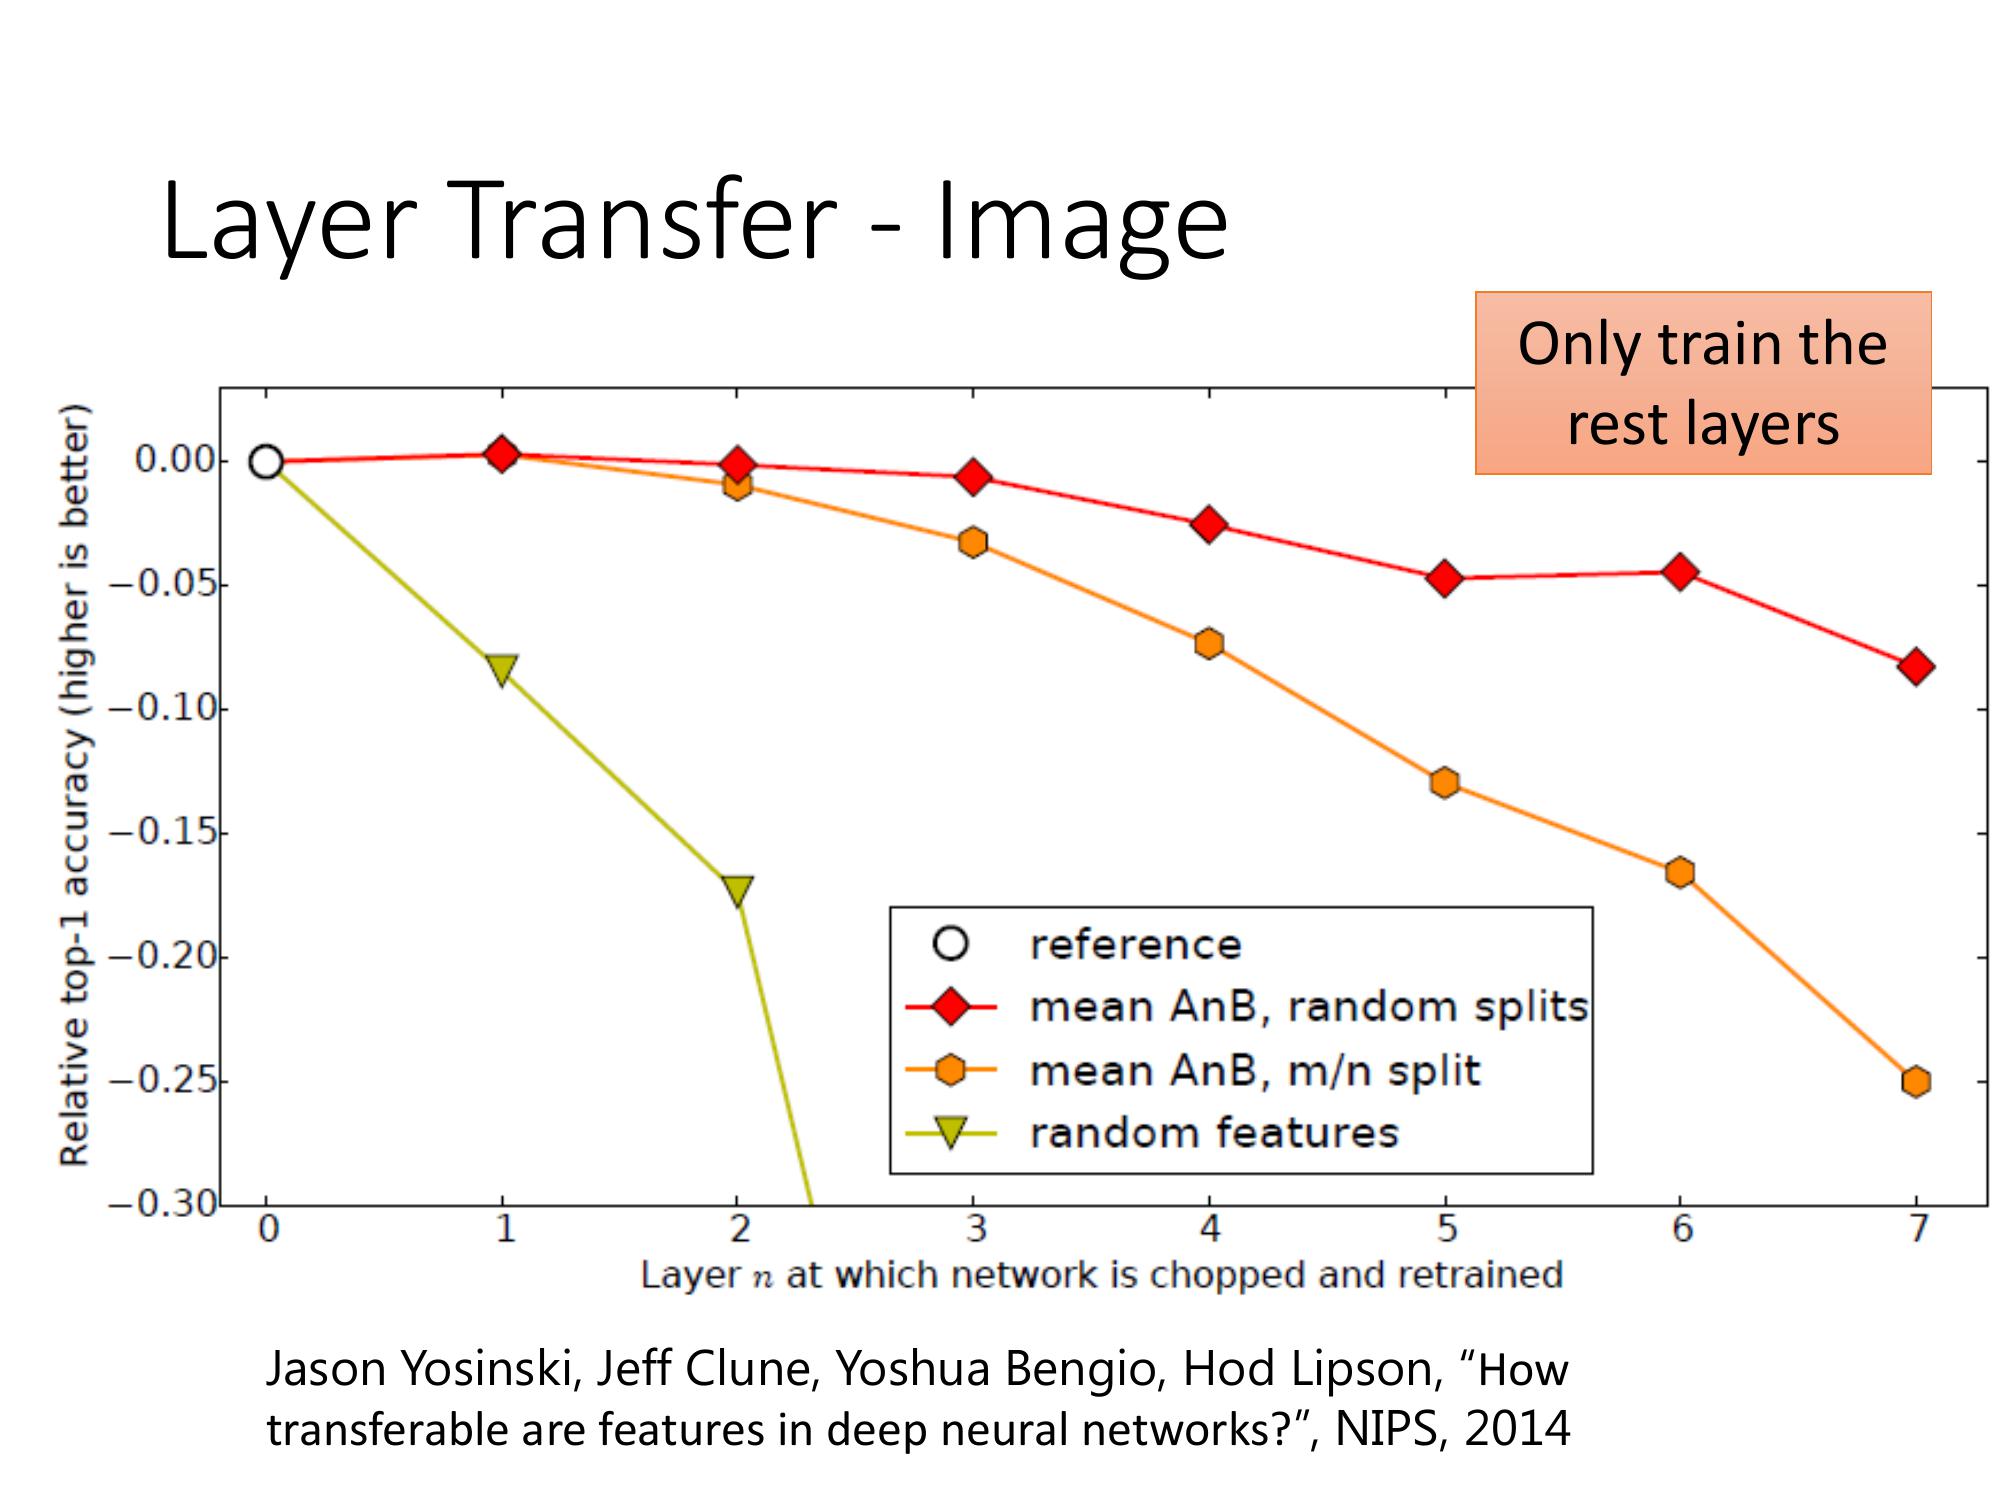 Layer Transfer - Image
Only train the
rest layers
Relative top-1 accuracy (higher is better)
0.00
−0.05
−0.10
−0.15
−0.20
−0.25
−0.30
reference
mean AnB, random splits
mean AnB, m/n split
random features
0 1 2 3 4 5 6 7
Layer n at which network is chopped and retrained
Jason Yosinski, Jeff Clune, Yoshua Bengio, Hod Lipson, “How
transferable are features in deep neural networks?”, NIPS, 2014